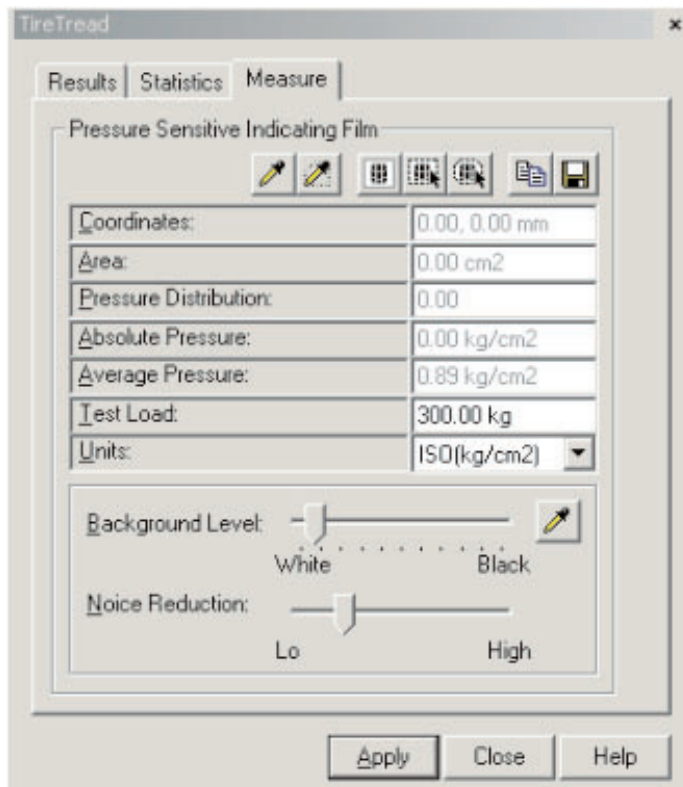 TireTread
Results Statistics Measure
Pressure Sensitive Indicating Film
Coordinates: 0.00, 0.00 mm
Area: 0.00 cm2
Pressure Distribution: 0.00
Absolute Pressure: 0.00 kg/cm2
Average Pressure: 0.89 kg/cm2
Test Load: 300.00 kg
Units: ISO(kg/cm2)
Background Level:
White Black
Noice Reduction:
Lo High
Apply Close Help